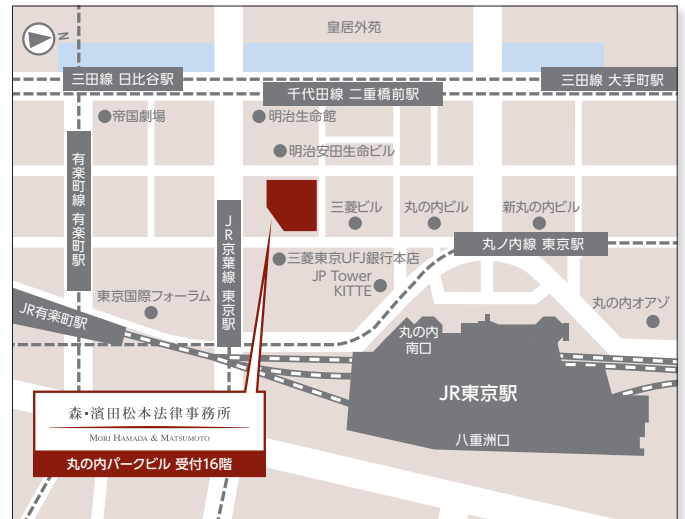 皇居外苑
N
三田線 日比谷駅
三田線 大手町駅
千代田線 二重橋前駅
帝国劇場
明治生命館
明治安田生命ビル
有楽町線 有楽町駅
JR京葉線 東京駅
三菱ビル
丸の内ビル
新丸の内ビル
丸ノ内線 東京駅
三菱東京UFJ銀行本店
JP Tower
KITTE
東京国際フォーラム
丸の内オアゾ
JR有楽町駅
丸の内
南口
JR東京駅
八重洲口
森・濱田松本法律事務所
MORI HAMADA & MATSUMOTO
丸の内パークビル 受付16階